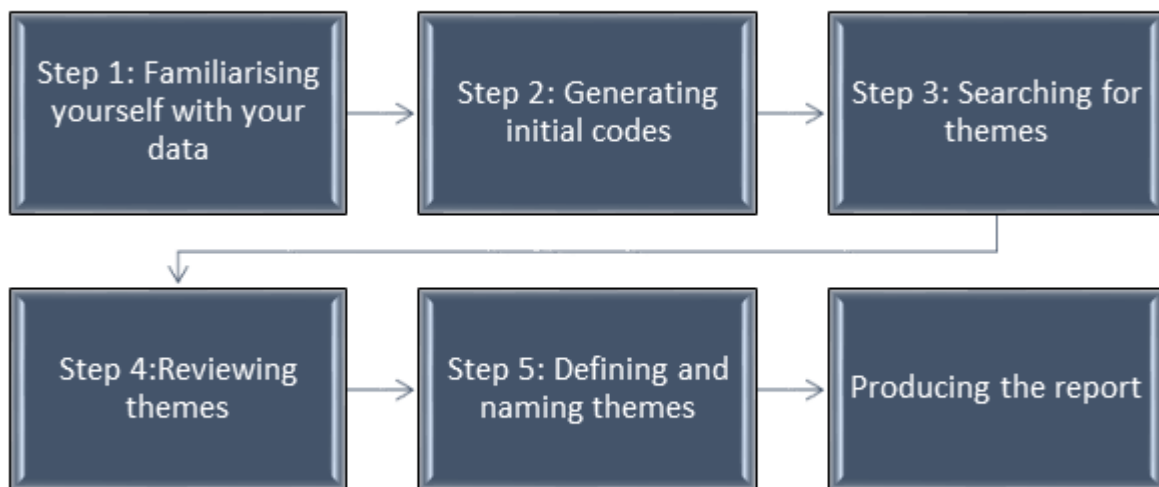 Step 1: Familiarising
yourself with your
data
Step 2: Generating
initial codes
Step 3: Searching for
themes
Step 4:Reviewing
themes
Step 5: Defining and
naming themes
Producing the report